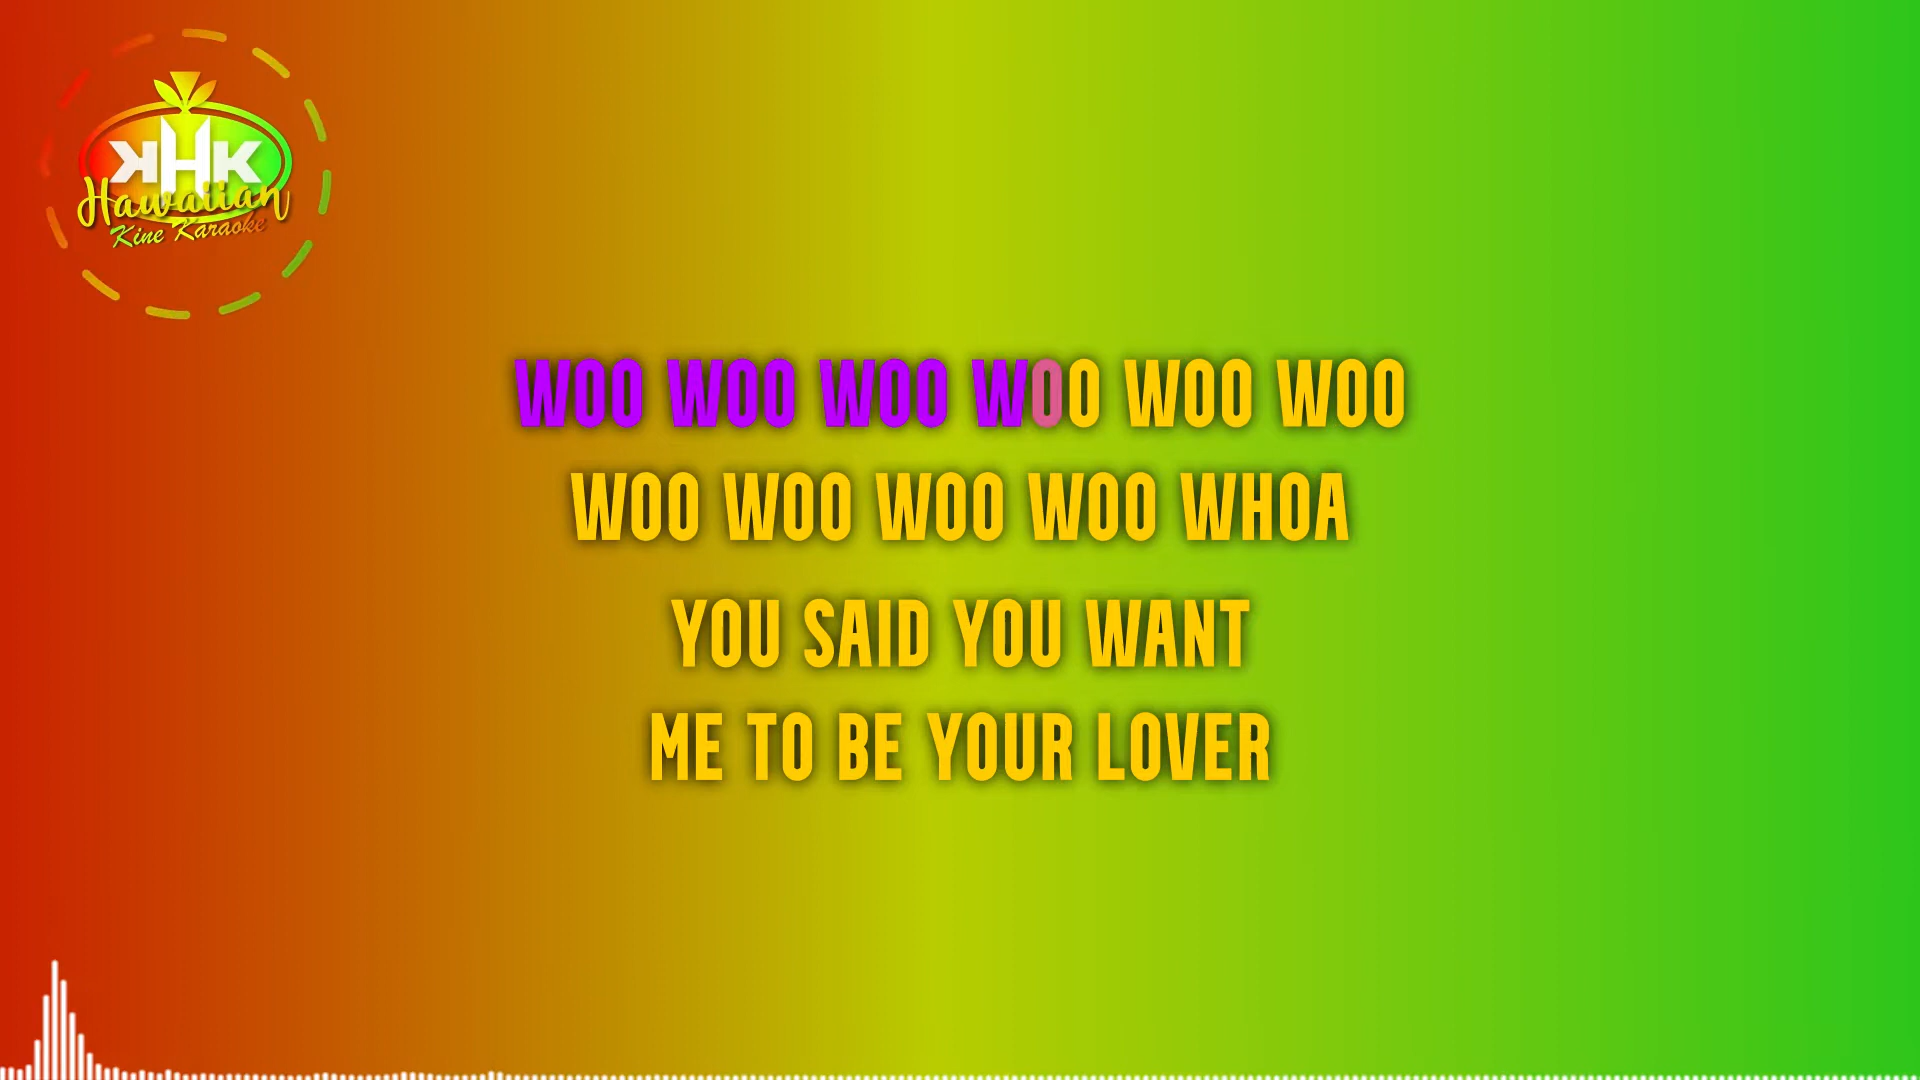 KHK
Hawaiian
Kine Karaoke
WOO WOO WOO WOO WOO WOO
WOO WOO WOO WOO WHOA
YOU SAID YOU WANT
ME TO BE YOUR LOVER